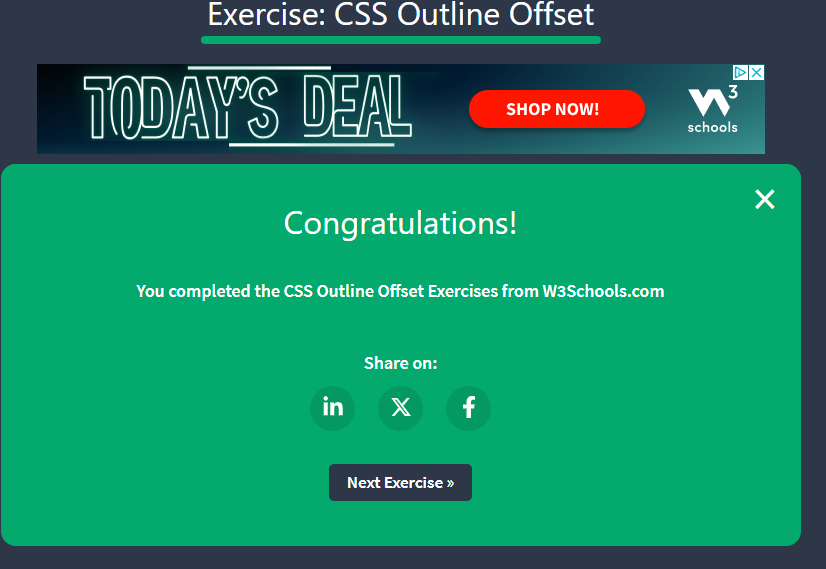 Exercise: CSS Outline Offset
TODAY'S DEAL
SHOP NOW!
W3
schools
Congratulations!
You completed the CSS Outline Offset Exercises from W3Schools.com
Share on:
in
X
f
Next Exercise »